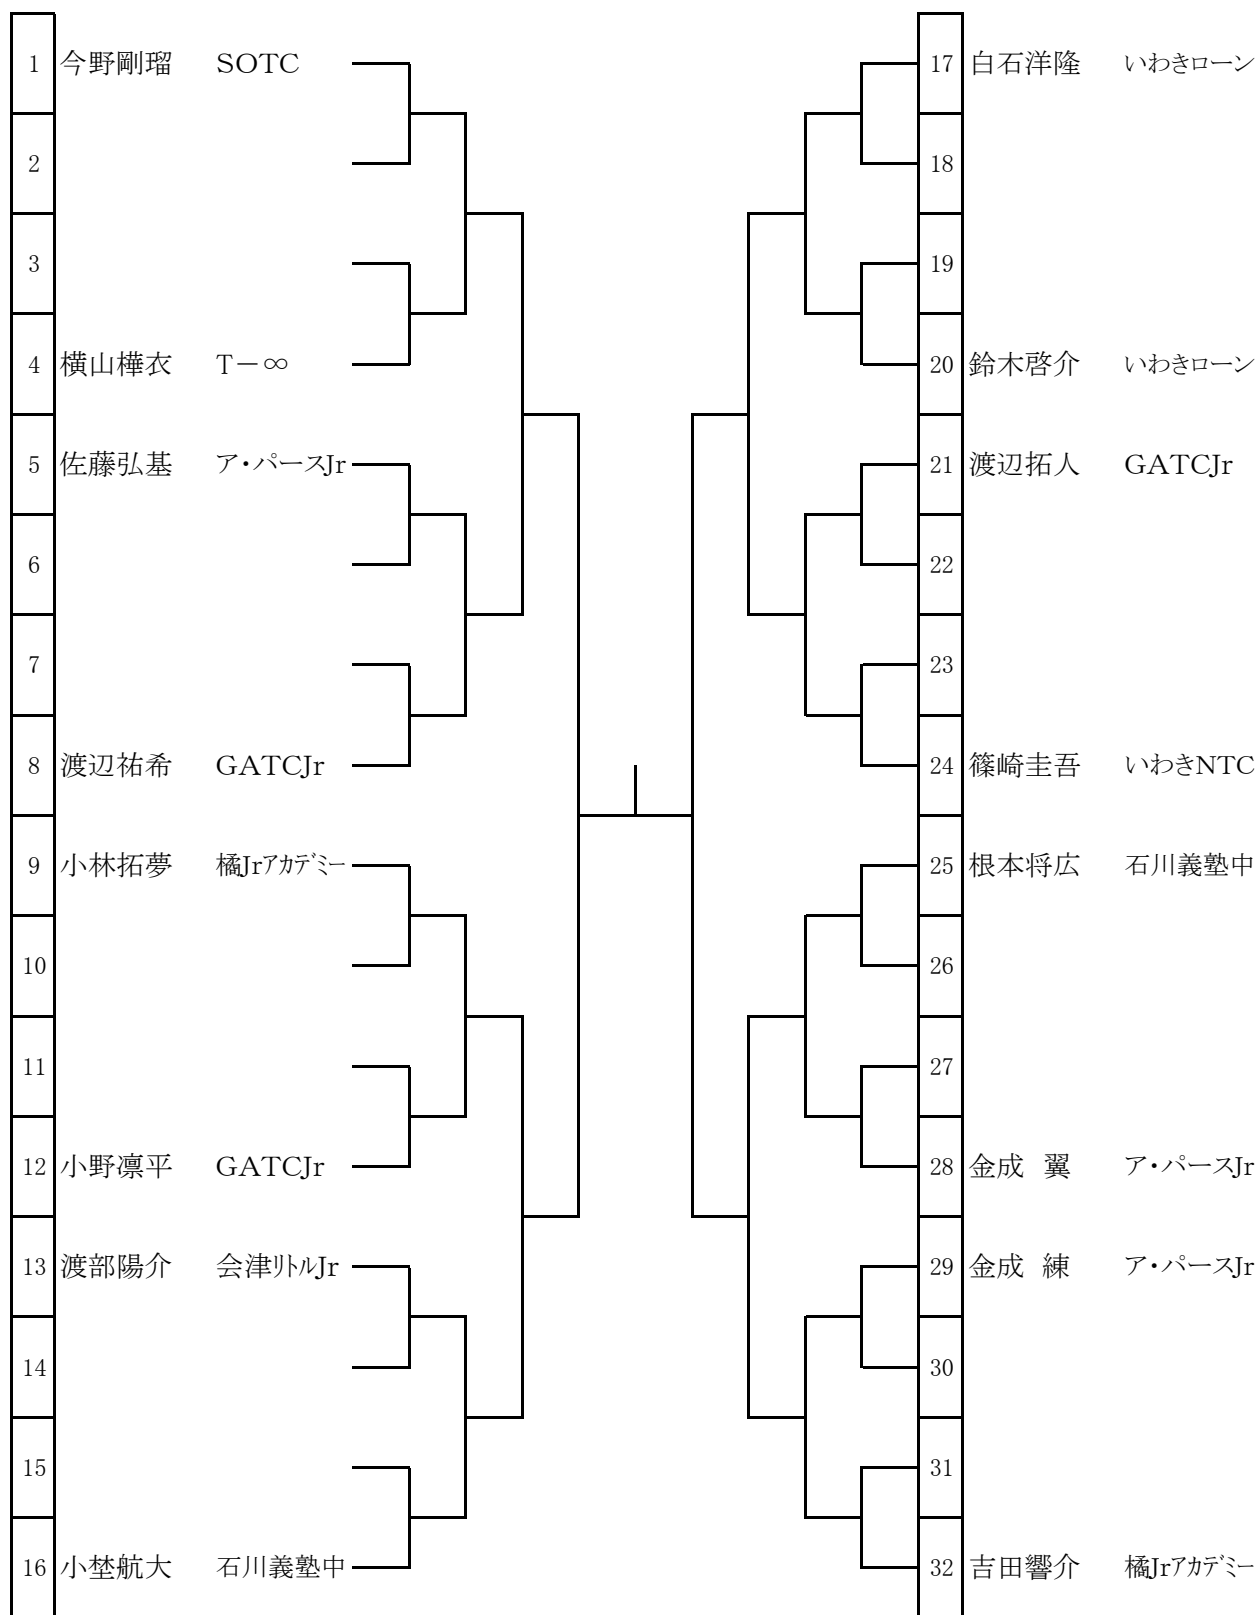 1 今野剛瑠 SOTC
2
3
4 横山樺衣 T－∞
5 佐藤弘基 ア・パースJr
6
7
8 渡辺祐希 GATCJr
9 小林拓夢 橘Jrｱｶﾃﾞﾐｰ
10
11
12 小野凛平 GATCJr
13 渡部陽介 会津ﾘﾄﾙJr
14
15
16 小埜航大 石川義塾中
17 白石洋隆 いわきローン
18
19
20 鈴木啓介 いわきローン
21 渡辺拓人 GATCJr
22
23
24 篠崎圭吾 いわきNTC
25 根本将広 石川義塾中
26
27
28 金成 翼 ア・パースJr
29 金成 練 ア・パースJr
30
31
32 吉田響介 橘Jrｱｶﾃﾞﾐｰ